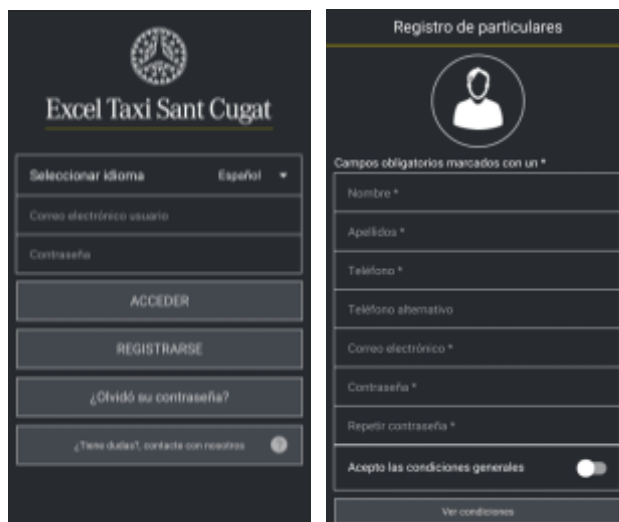 Excel Taxi Sant Cugat
Seleccionar idioma Español
Correo electrónico usuario
Contraseña
ACCEDER
REGISTRARSE
¿Olvidó su contraseña?
¿Tiene dudas?, contacte con nosotros ?
Registro de particulares
Campos obligatorios marcados con un *
Nombre *
Apellidos *
Teléfono *
Teléfono alternativo
Correo electrónico *
Contraseña *
Repetir contraseña *
Acepto las condiciones generales
Ver condiciones